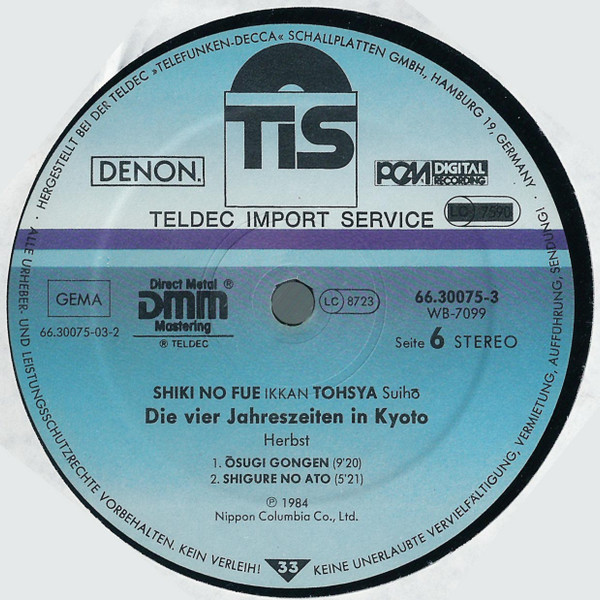 HERGESTELLT BEI DER TELDEC »TELEFUNKEN-DECCA« SCHALLPLATTEN GMBH, HAMBURG 19, GERMANY.
TiS
DENON.
PCM DIGITAL RECORDING
TELDEC IMPORT SERVICE
LC 7590
GEMA
66.30075-03-2
Direct Metal ®
DMM
Mastering
® TELDEC
LC 8723
66.30075-3
WB-7099
Seite 6 STEREO
SHIKI NO FUE IKKAN TOHSYA Suihō
Die vier Jahreszeiten in Kyoto
Herbst
1. ŌSUGI GONGEN (9'20)
2. SHIGURE NO ATO (5'21)
℗ 1984
Nippon Columbia Co., Ltd.
33
· ALLE URHEBER- UND LEISTUNGSSCHUTZRECHTE VORBEHALTEN. KEIN VERLEIH! KEINE UNERLAUBTE VERVIELFÄLTIGUNG, VERMIETUNG, AUFFÜHRUNG, SENDUNG! ·